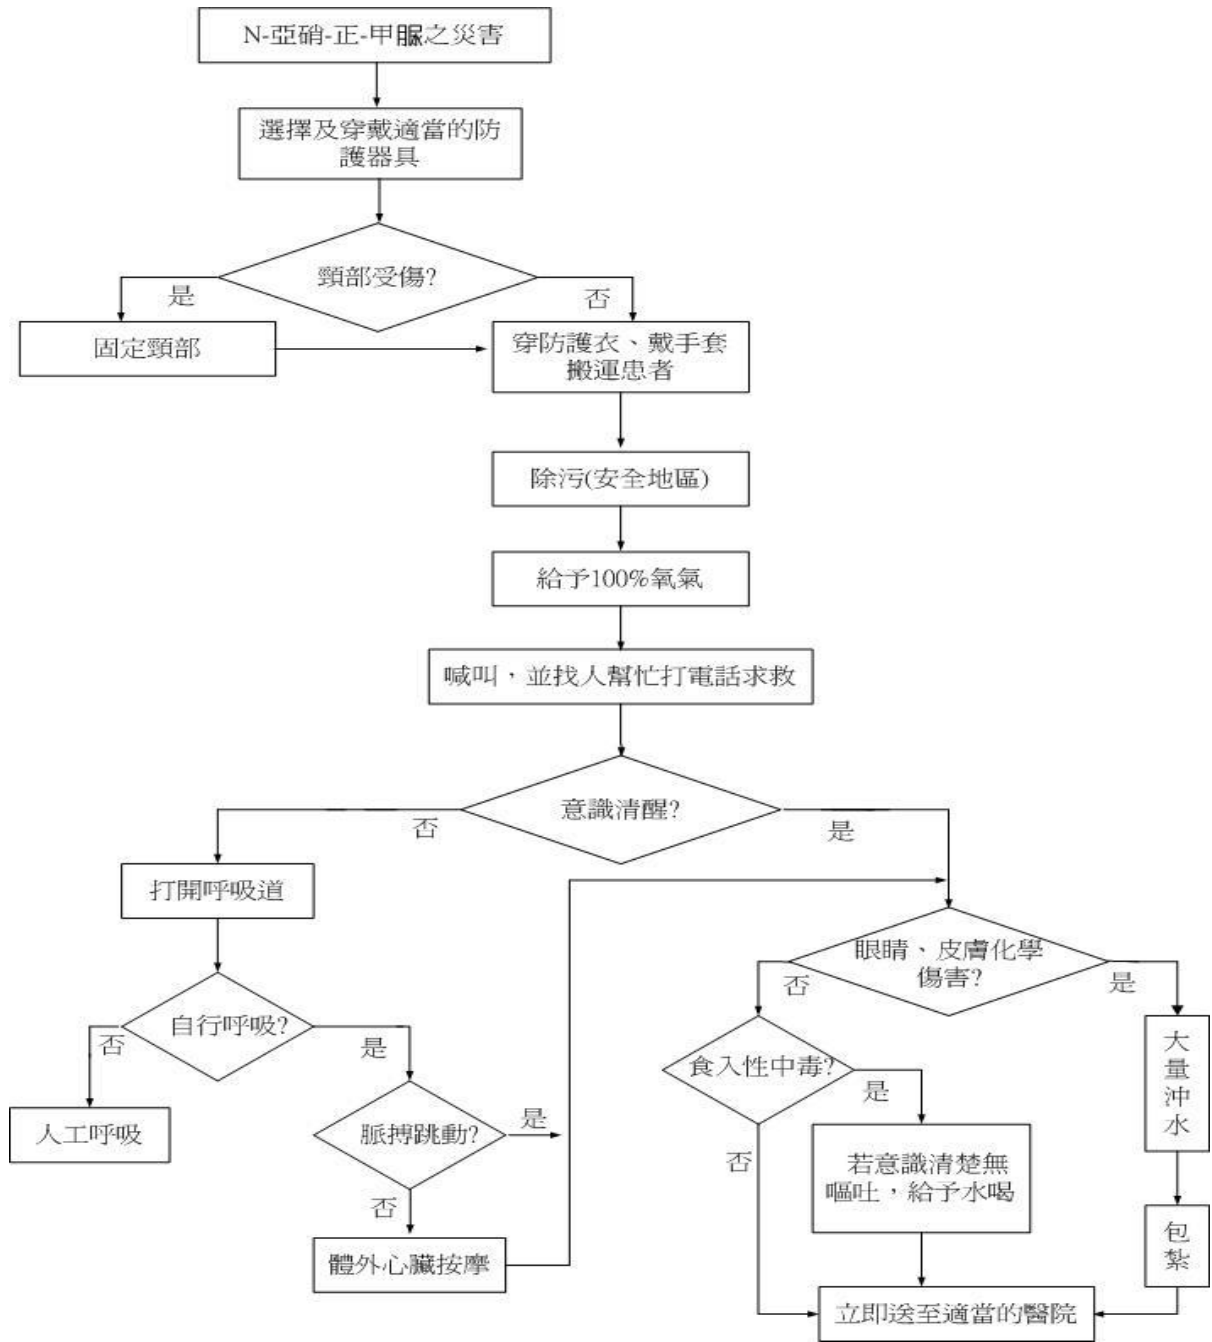 N-亞硝-正-甲脲之災害
選擇及穿戴適當的防
護器具
頸部受傷?
是
否
固定頸部
穿防護衣、戴手套
搬運患者
除污(安全地區)
給予100%氧氣
喊叫，並找人幫忙打電話求救
意識清醒?
否
是
打開呼吸道
眼睛、皮膚化學
傷害?
否
是
自行呼吸?
否
是
食入性中毒?
是
否
大
量
沖
水
人工呼吸
脈搏跳動?
是
否
若意識清楚無
嘔吐，給予水喝
包
紮
體外心臟按摩
立即送至適當的醫院